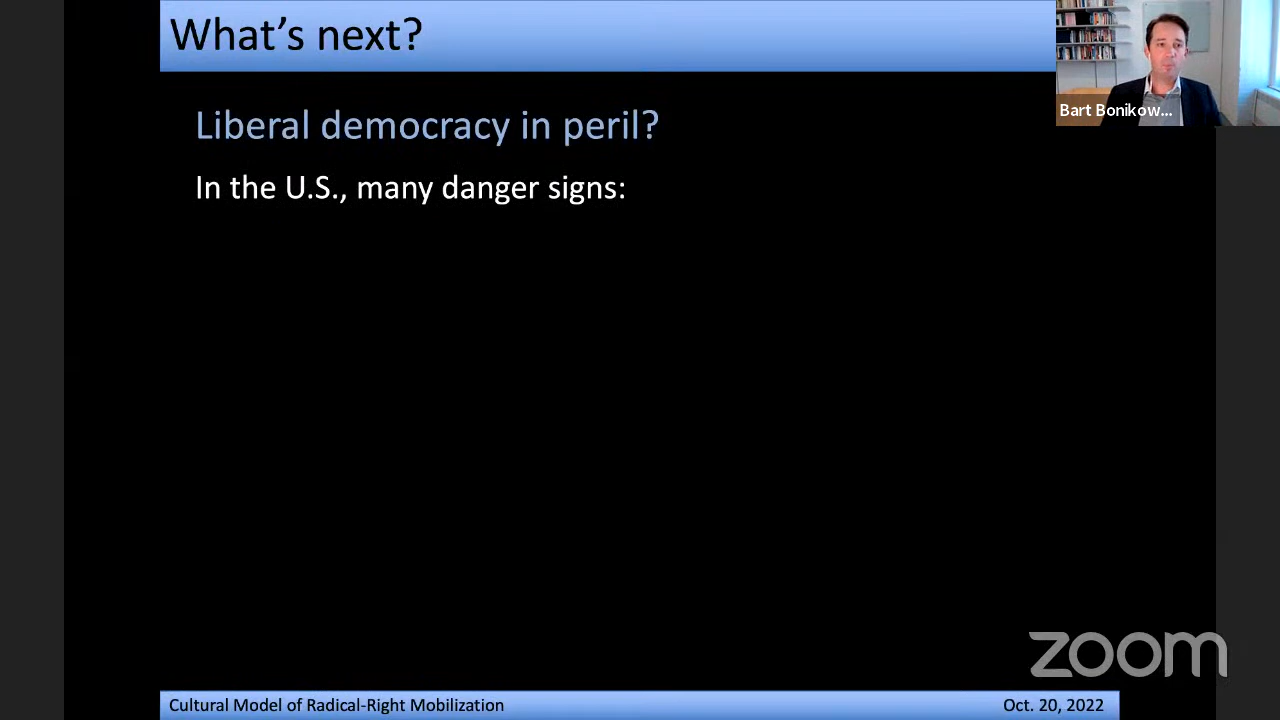 What's next?
Bart Bonikow...
Liberal democracy in peril?
In the U.S., many danger signs:
zoom
Cultural Model of Radical-Right Mobilization
Oct. 20, 2022